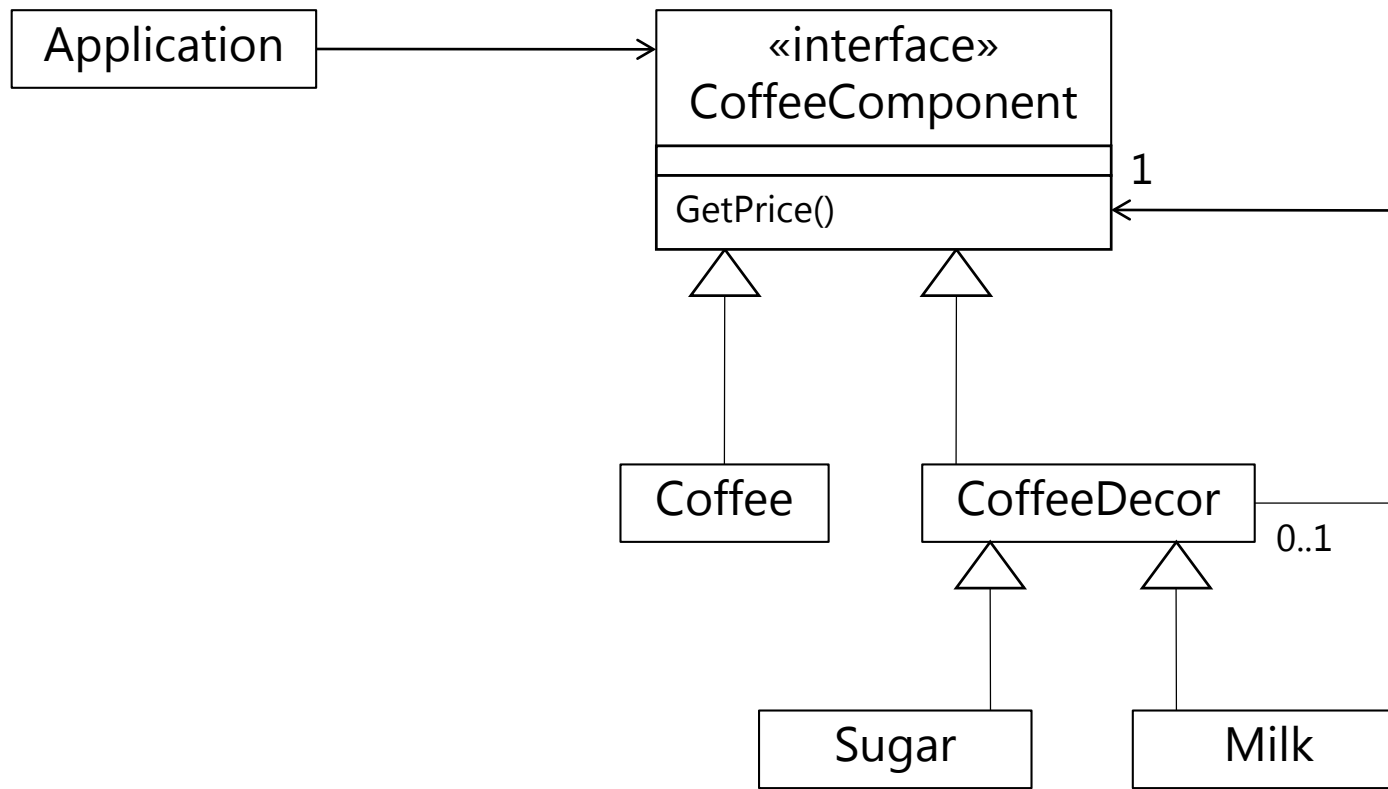 Application
«interface»
CoffeeComponent
1
GetPrice()
Coffee
CoffeeDecor
0..1
Sugar
Milk